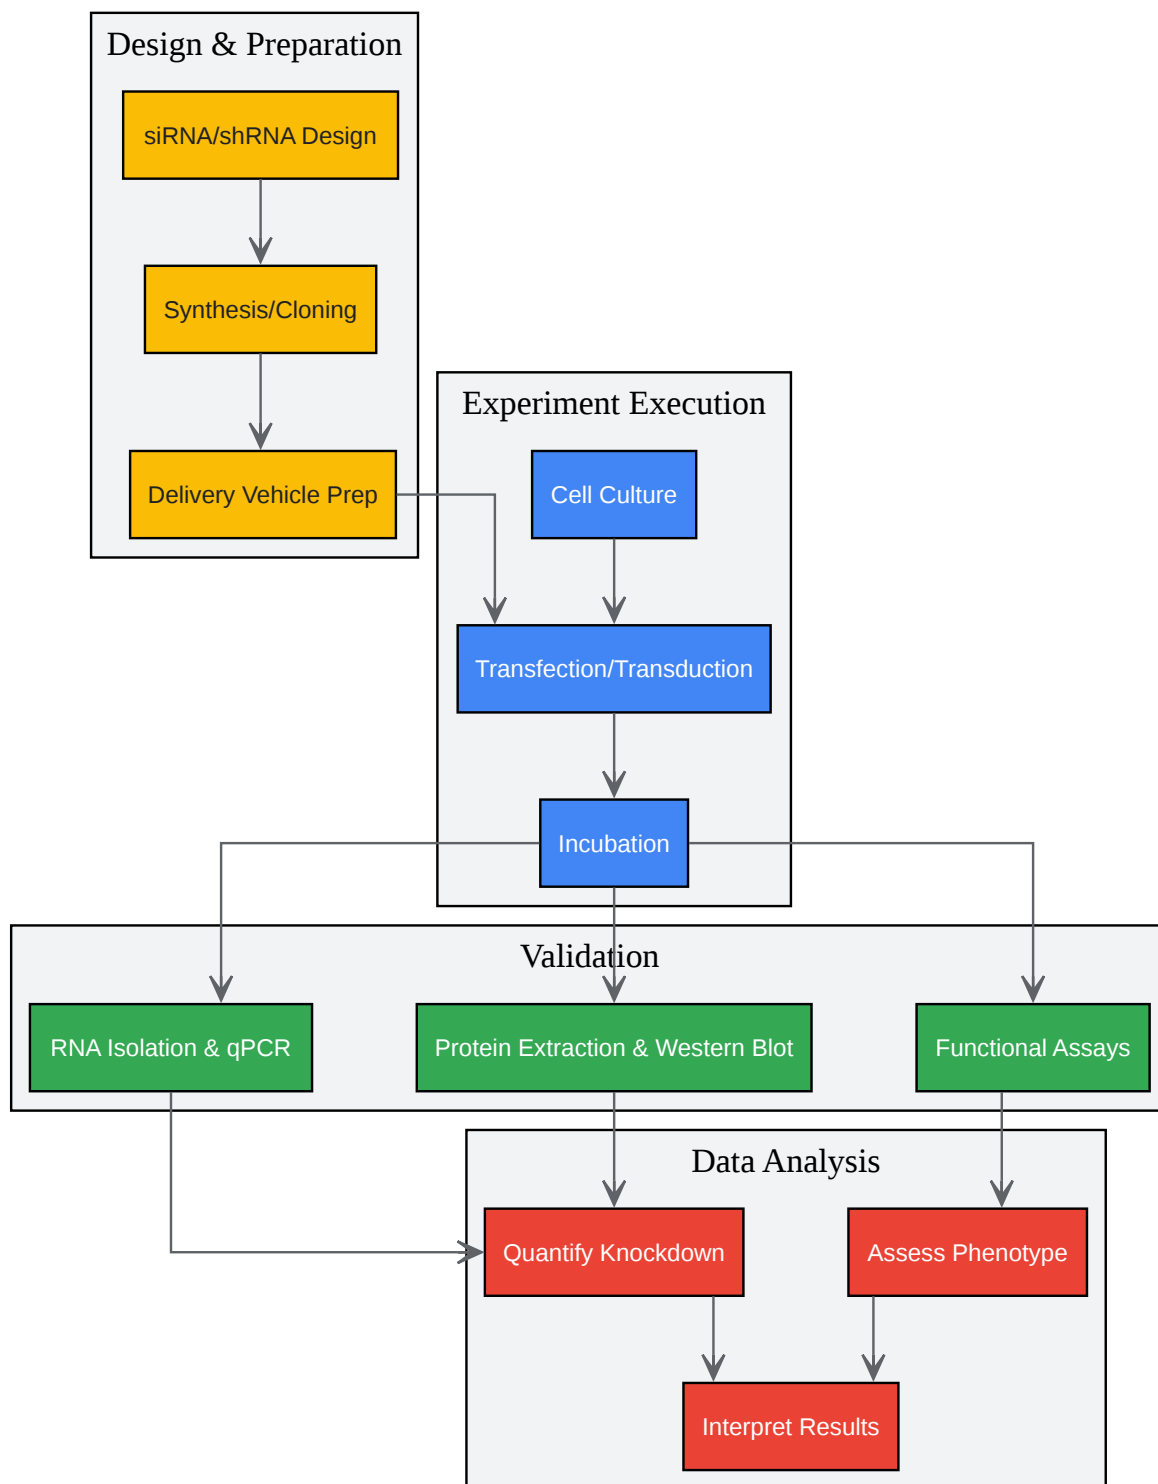 Design & Preparation
siRNA/shRNA Design
Synthesis/Cloning
Delivery Vehicle Prep
Experiment Execution
Cell Culture
Transfection/Transduction
Incubation
Validation
RNA Isolation & qPCR
Protein Extraction & Western Blot
Functional Assays
Data Analysis
Quantify Knockdown
Assess Phenotype
Interpret Results